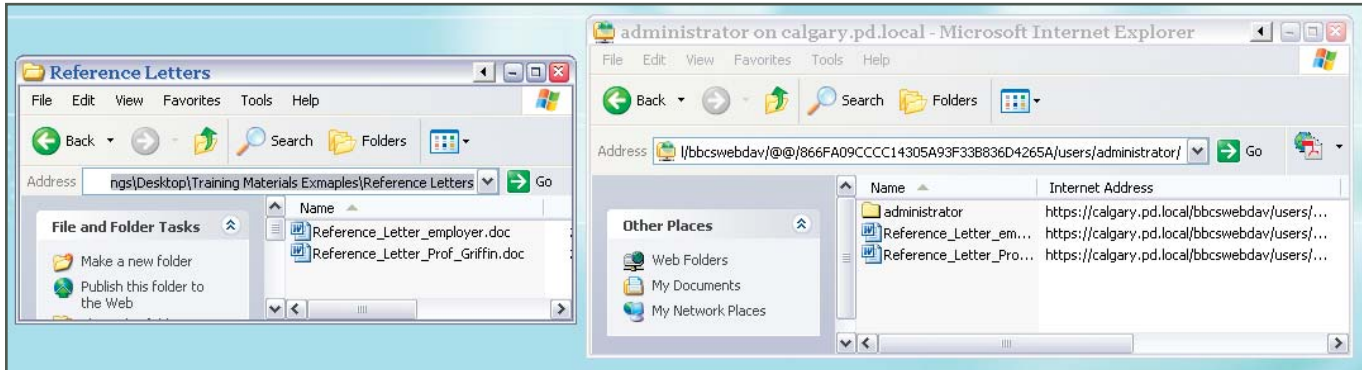 Reference Letters
File Edit View Favorites Tools Help
Back Search Folders
Address ngs\Desktop\Training Materials Exmaples\Reference Letters Go
File and Folder Tasks
Make a new folder
Publish this folder to
the Web
Name
Reference_Letter_employer.doc
Reference_Letter_Prof_Griffin.doc
administrator on calgary.pd.local - Microsoft Internet Explorer
File Edit View Favorites Tools Help
Back Search Folders
Address l/bbcswebdav/@@/866FA09CCCC14305A93F33B836D4265A/users/administrator/ Go
Other Places
Web Folders
My Documents
My Network Places
Name Internet Address
administrator https://calgary.pd.local/bbcswebdav/users/...
Reference_Letter_em... https://calgary.pd.local/bbcswebdav/users/...
Reference_Letter_Pro... https://calgary.pd.local/bbcswebdav/users/...